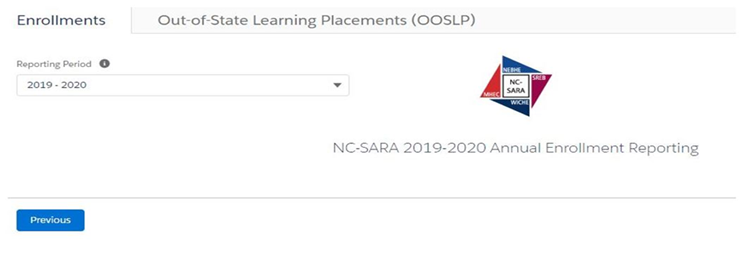 Enrollments
Out-of-State Learning Placements (OOSLP)
Reporting Period
2019 - 2020
NEBHE
NC-
SARA
SREB
MHEC
WICHE
NC-SARA 2019-2020 Annual Enrollment Reporting
Previous